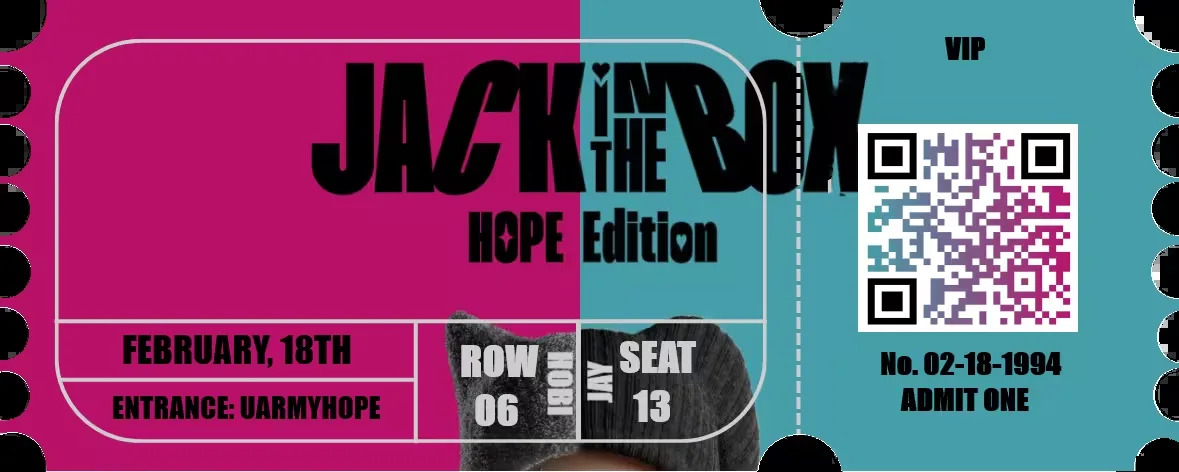 JACK IN THE BOX
HOPE Edition
FEBRUARY, 18TH
ENTRANCE: UARMYHOPE
ROW
06
HOBI
JAY
SEAT
13
VIP
No. 02-18-1994
ADMIT ONE